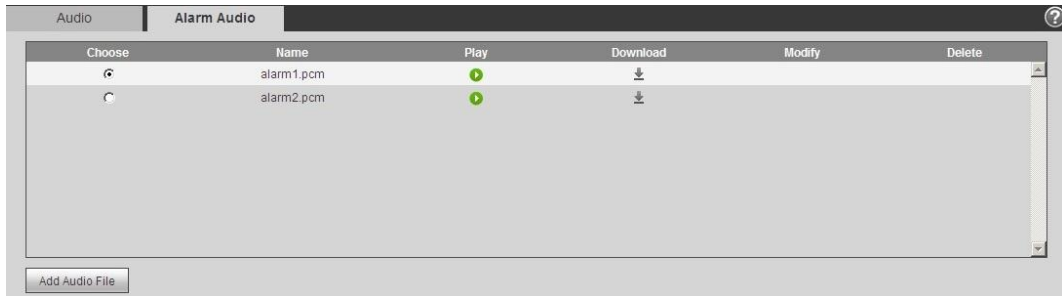 Audio Alarm Audio ?
Choose Name Play Download Modify Delete
alarm1.pcm
alarm2.pcm
Add Audio File